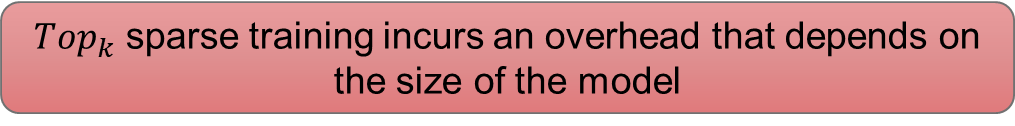 Top_k sparse training incurs an overhead that depends on
the size of the model